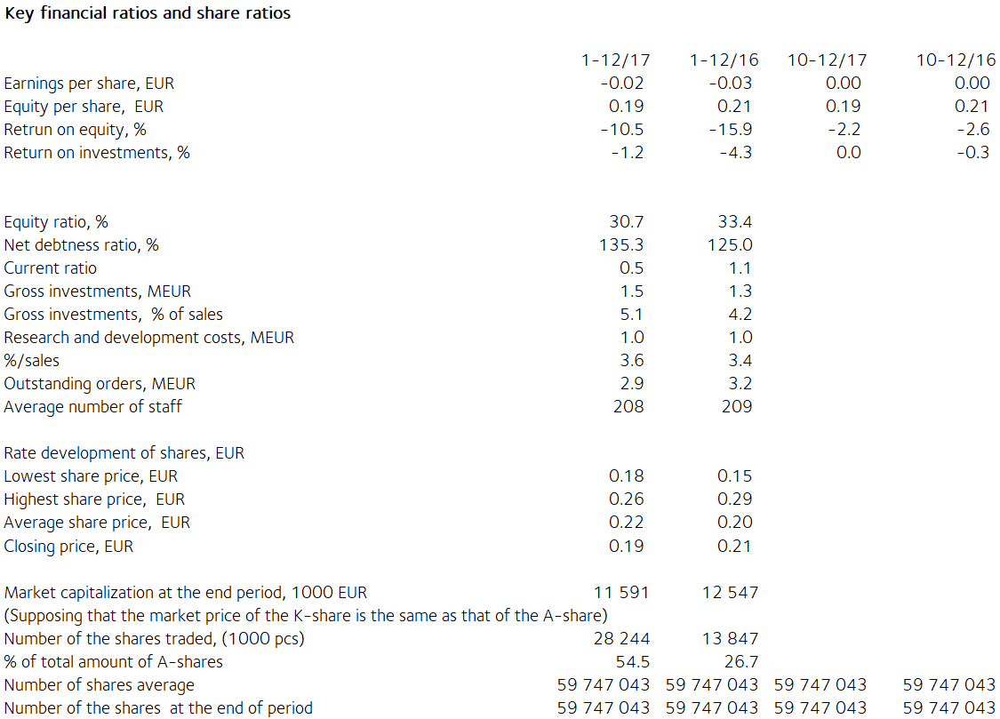 Key financial ratios and share ratios
1-12/17 1-12/16 10-12/17 10-12/16
Earnings per share, EUR -0.02 -0.03 0.00 0.00
Equity per share, EUR 0.19 0.21 0.19 0.21
Retrun on equity, % -10.5 -15.9 -2.2 -2.6
Return on investments, % -1.2 -4.3 0.0 -0.3
Equity ratio, % 30.7 33.4
Net debtness ratio, % 135.3 125.0
Current ratio 0.5 1.1
Gross investments, MEUR 1.5 1.3
Gross investments, % of sales 5.1 4.2
Research and development costs, MEUR 1.0 1.0
%/sales 3.6 3.4
Outstanding orders, MEUR 2.9 3.2
Average number of staff 208 209
Rate development of shares, EUR
Lowest share price, EUR 0.18 0.15
Highest share price, EUR 0.26 0.29
Average share price, EUR 0.22 0.20
Closing price, EUR 0.19 0.21
Market capitalization at the end period, 1000 EUR 11 591 12 547
(Supposing that the market price of the K-share is the same as that of the A-share)
Number of the shares traded, (1000 pcs) 28 244 13 847
% of total amount of A-shares 54.5 26.7
Number of shares average 59 747 043 59 747 043 59 747 043 59 747 043
Number of the shares at the end of period 59 747 043 59 747 043 59 747 043 59 747 043